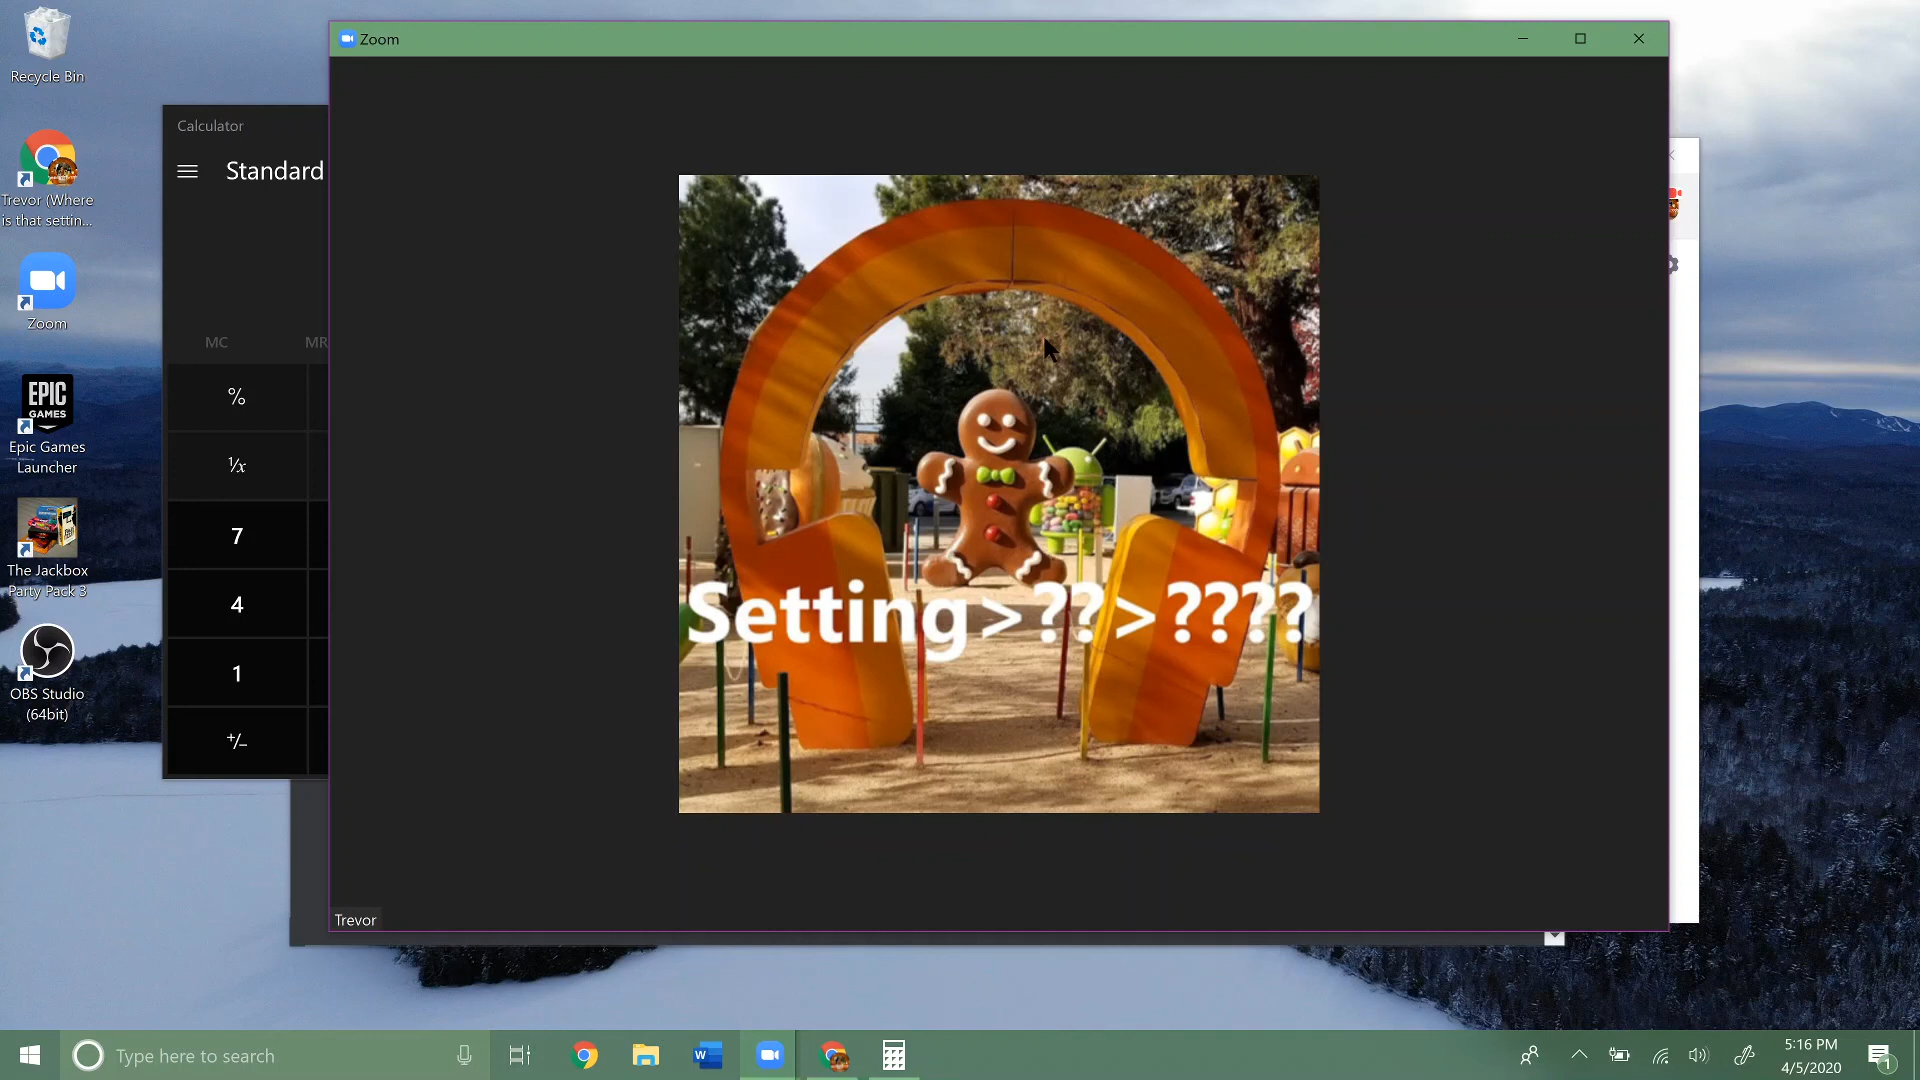 Recycle Bin
Trevor (Where
is that settin...
Zoom
EPIC
GAMES
Epic Games
Launcher
The Jackbox
Party Pack 3
OBS Studio
(64bit)
Calculator
Standard
MC
MR
%
1/x
7
4
1
+/-
Zoom
Setting>??>????
Trevor
Type here to search
W
5:16 PM
4/5/2020
1